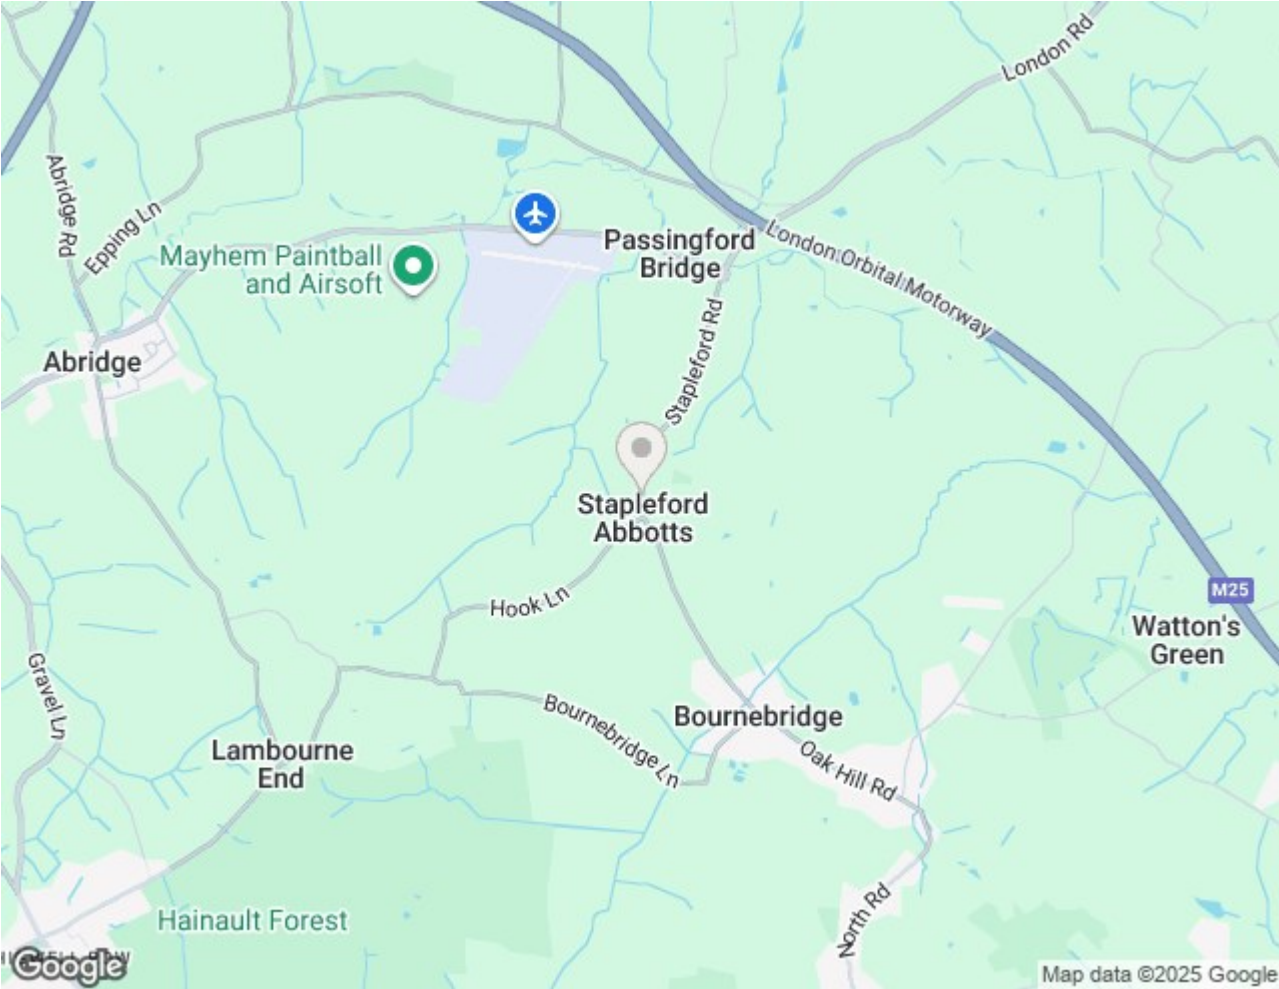 London Rd
Abridge Rd
Epping Ln
Mayhem Paintball
and Airsoft
Passingford
Bridge
London Orbital Motorway
Stapleford Rd
Abridge
Stapleford
Abbotts
Hook Ln
M25
Watton's
Green
Gravel Ln
Bournebridge Ln
Bournebridge
Lambourne
End
Oak Hill Rd
North Rd
Hainault Forest
Google
Map data ©2025 Google